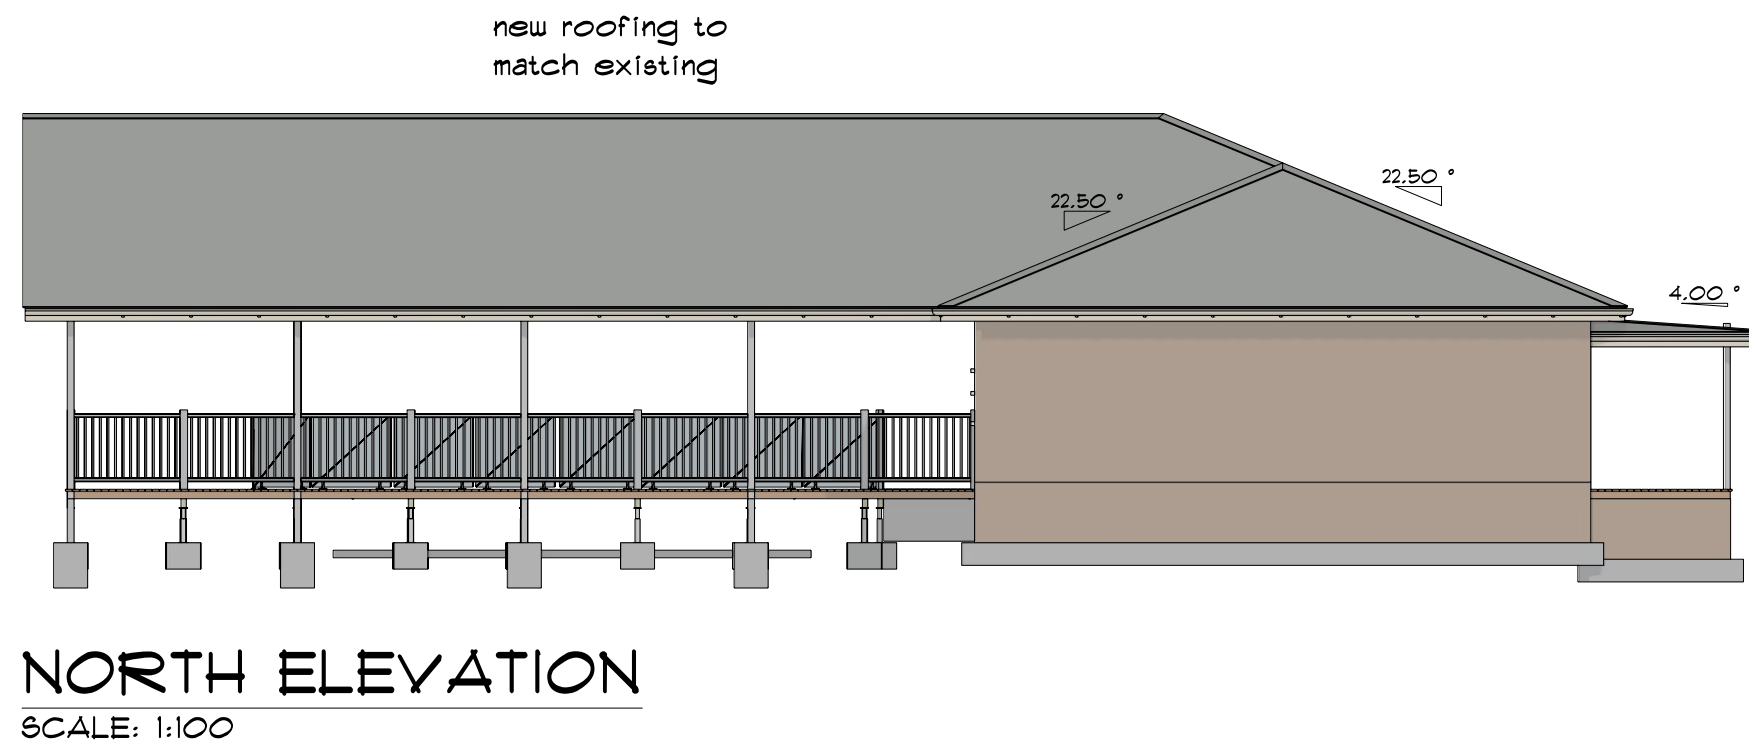 new roofing to
match existing
22.50 °
22.50 °
4.00 °
NORTH ELEVATION
SCALE: 1:100